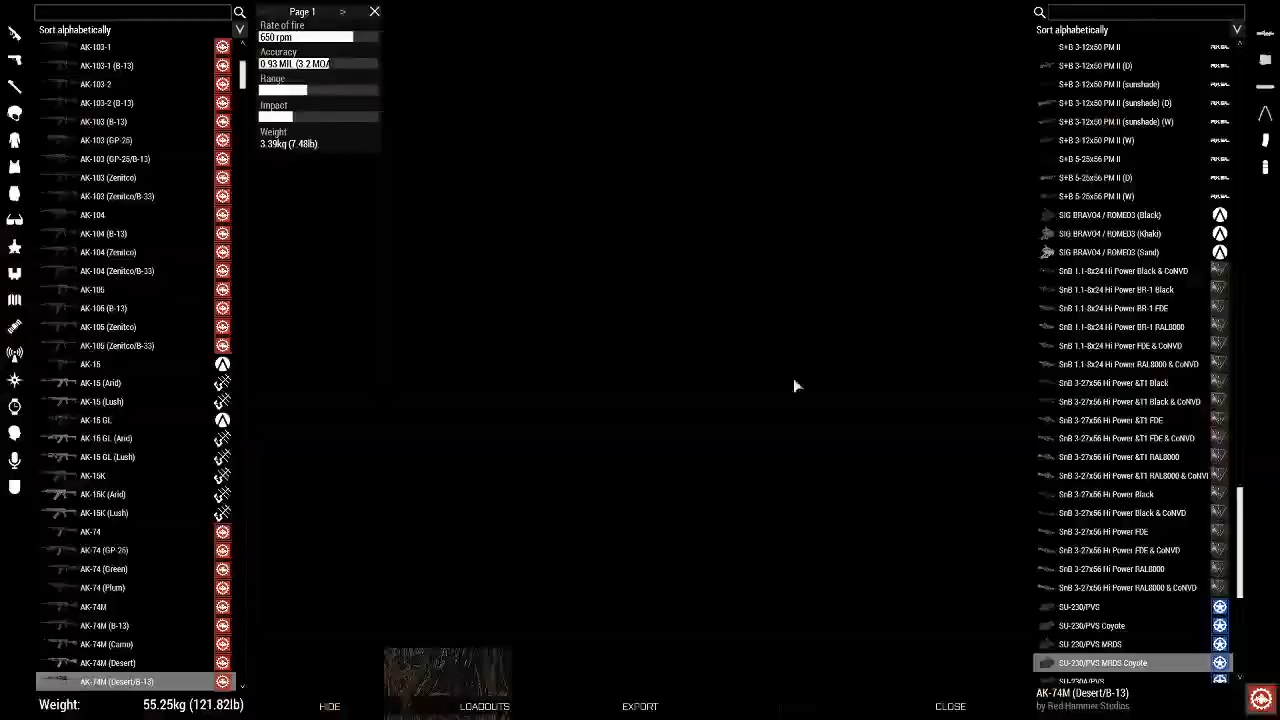 Sort alphabetically
AK-103-1
AK-103-1 (B-13)
AK-103-2
AK-103-2 (B-13)
AK-103 (B-13)
AK-103 (GP-25)
AK-103 (GP-25/B-13)
AK-103 (Zenitco)
AK-103 (Zenitco/B-33)
AK-104
AK-104 (B-13)
AK-104 (Zenitco)
AK-104 (Zenitco/B-33)
AK-105
AK-105 (B-13)
AK-105 (Zenitco)
AK-105 (Zenitco/B-33)
AK-15
AK-15 (Arid)
AK-15 (Lush)
AK-15 GL
AK-15 GL (Arid)
AK-15 GL (Lush)
AK-15K
AK-15K (Arid)
AK-15K (Lush)
AK-74
AK-74 (GP-25)
AK-74 (Green)
AK-74 (Plum)
AK-74M
AK-74M (B-13)
AK-74M (Camo)
AK-74M (Desert)
AK-74M (Desert/B-13)
Weight: 55.25kg (121.82lb)
Page 1 >
Rate of fire
650 rpm
Accuracy
0.93 MIL (3.2 MOA
Range
Impact
Weight
3.39kg (7.48lb)
HIDE
LOADOUTS
EXPORT
CLOSE
Sort alphabetically
S+B 3-12x50 PM II
S+B 3-12x50 PM II (D)
S+B 3-12x50 PM II (sunshade)
S+B 3-12x50 PM II (sunshade) (D)
S+B 3-12x50 PM II (sunshade) (W)
S+B 3-12x50 PM II (W)
S+B 5-25x56 PM II
S+B 5-25x56 PM II (D)
S+B 5-25x56 PM II (W)
SIG BRAVO4 / ROMEO3 (Black)
SIG BRAVO4 / ROMEO3 (Khaki)
SIG BRAVO4 / ROMEO3 (Sand)
SnB 1.1-8x24 Hi Power Black & CoNVD
SnB 1.1-8x24 Hi Power BR-1 Black
SnB 1.1-8x24 Hi Power BR-1 FDE
SnB 1.1-8x24 Hi Power BR-1 RAL8000
SnB 1.1-8x24 Hi Power FDE & CoNVD
SnB 1.1-8x24 Hi Power RAL8000 & CoNVD
SnB 3-27x56 Hi Power &T1 Black
SnB 3-27x56 Hi Power &T1 Black & CoNVD
SnB 3-27x56 Hi Power &T1 FDE
SnB 3-27x56 Hi Power &T1 FDE & CoNVD
SnB 3-27x56 Hi Power &T1 RAL8000
SnB 3-27x56 Hi Power &T1 RAL8000 & CoNVI
SnB 3-27x56 Hi Power Black
SnB 3-27x56 Hi Power Black & CoNVD
SnB 3-27x56 Hi Power FDE
SnB 3-27x56 Hi Power FDE & CoNVD
SnB 3-27x56 Hi Power RAL8000
SnB 3-27x56 Hi Power RAL8000 & CoNVD
SU-230/PVS
SU-230/PVS Coyote
SU-230/PVS MRDS
SU-230/PVS MRDS Coyote
SU-230A/PVS
AK-74M (Desert/B-13)
by Red Hammer Studios